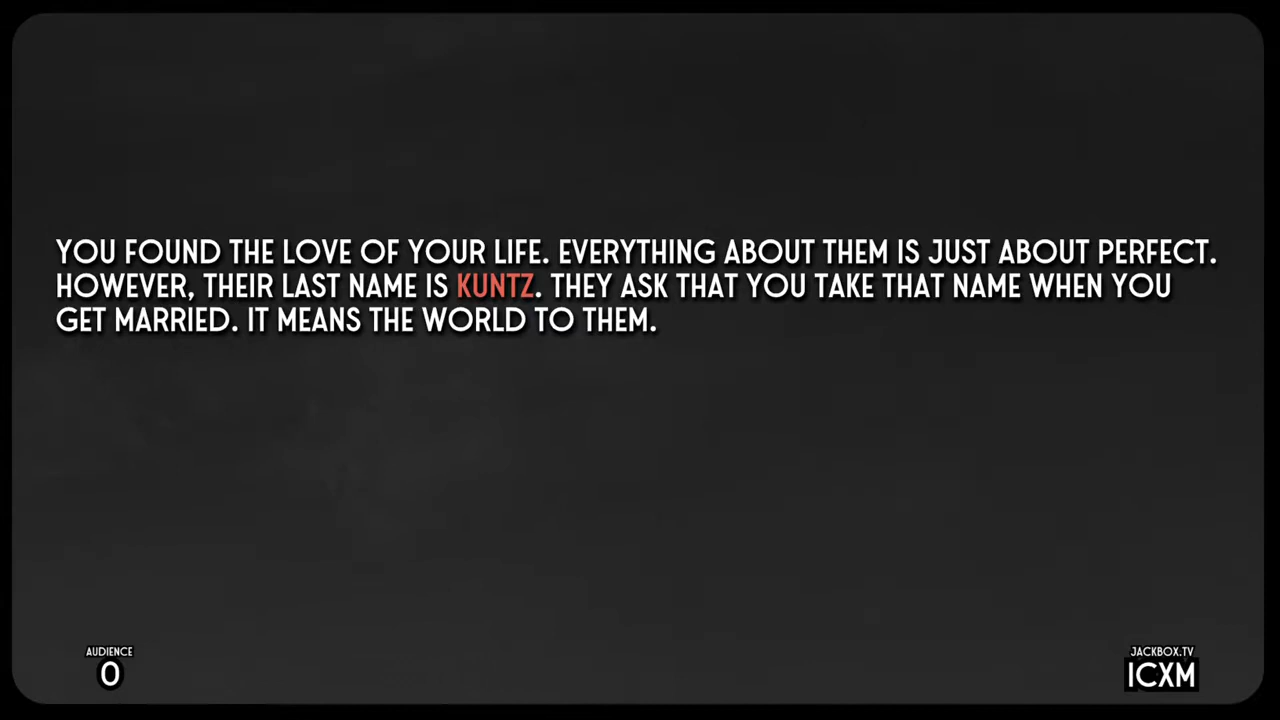 YOU FOUND THE LOVE OF YOUR LIFE. EVERYTHING ABOUT THEM IS JUST ABOUT PERFECT.
HOWEVER, THEIR LAST NAME IS KUNTZ. THEY ASK THAT YOU TAKE THAT NAME WHEN YOU
GET MARRIED. IT MEANS THE WORLD TO THEM.
AUDIENCE
0
JACKBOX.TV
ICXM